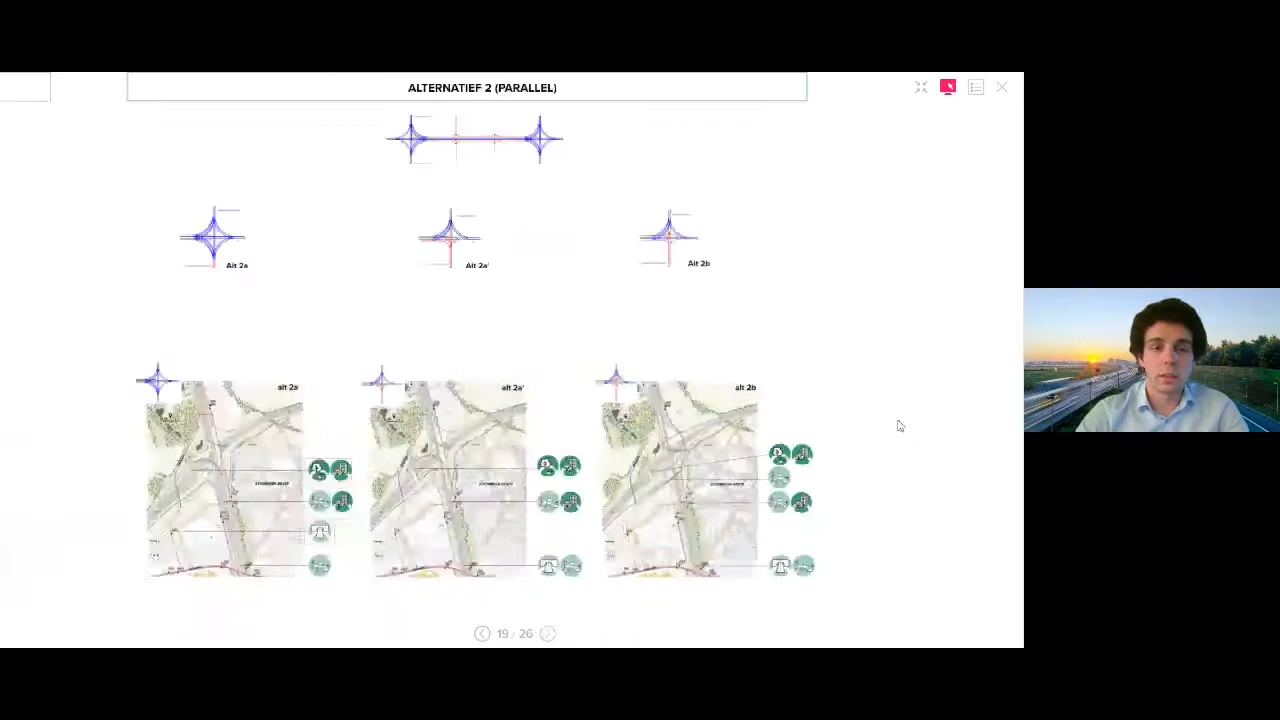 ALTERNATIEF 2 (PARALLEL)
Alt 2a
Alt 2a'
Alt 2b
alt 2a
alt 2a'
alt 2b
19 / 26